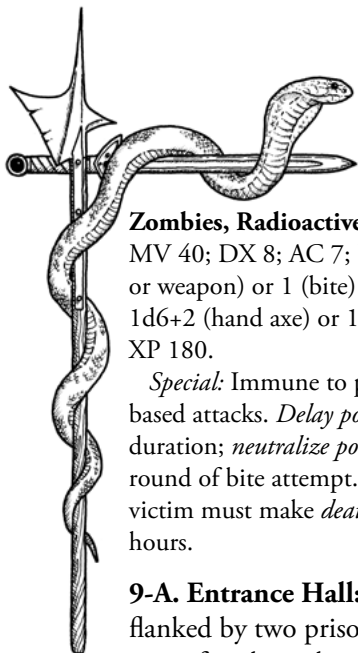 Zombies, Radioactive
MV 40; DX 8; AC 7;
or weapon) or 1 (bite)
1d6+2 (hand axe) or 1
XP 180.
Special: Immune to p
based attacks. Delay po
duration; neutralize po
round of bite attempt.
victim must make dea
hours.
9-A. Entrance Hall:
flanked by two priso